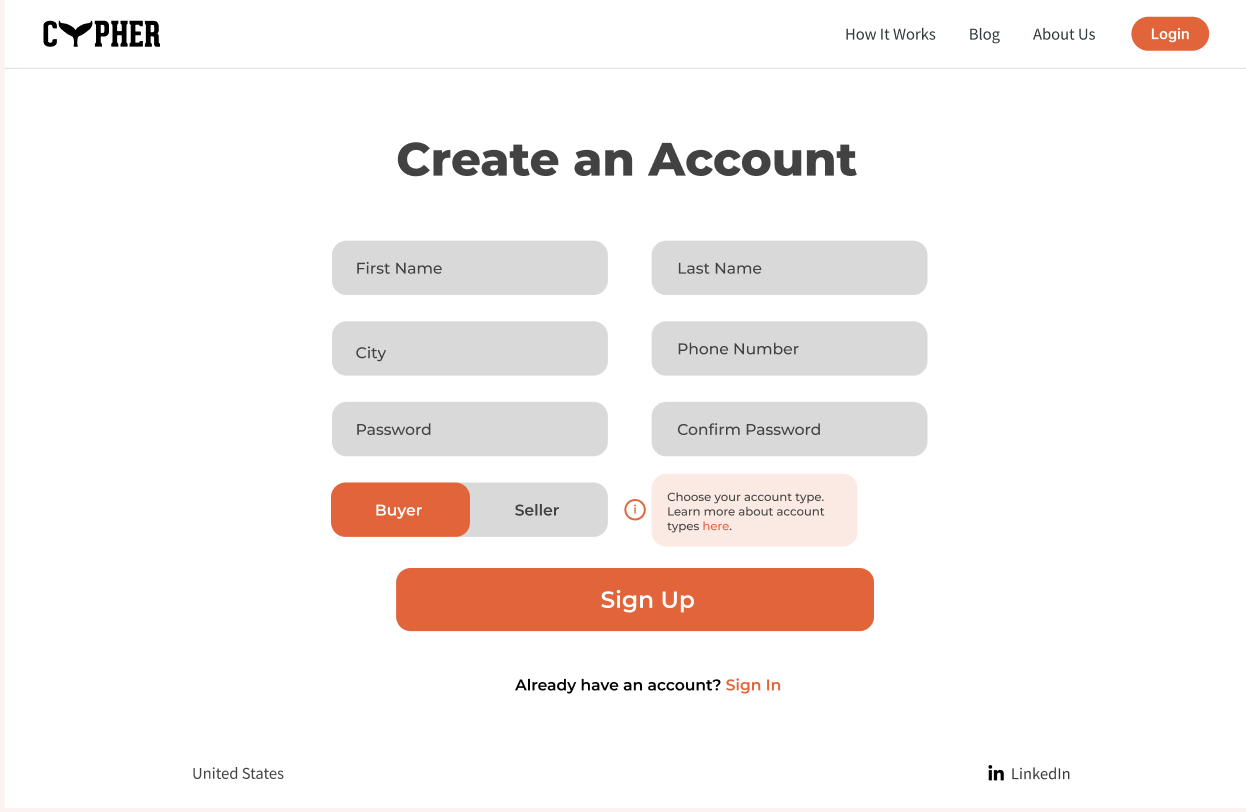 CYPHER
How It Works
Blog
About Us
Login
Create an Account
First Name
Last Name
City
Phone Number
Password
Confirm Password
Buyer
Seller
i
Choose your account type.
Learn more about account
types here.
Sign Up
Already have an account? Sign In
United States
in LinkedIn